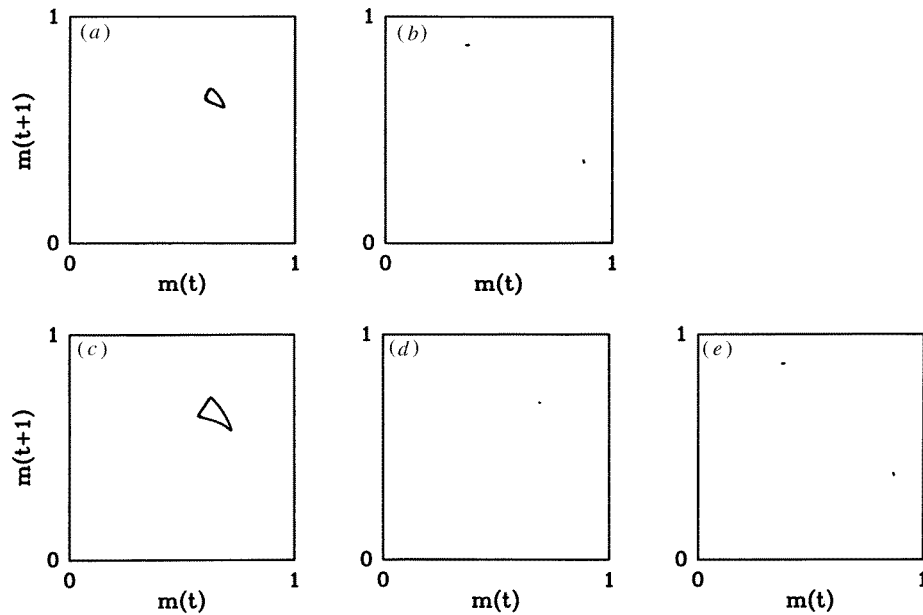 1 (a) 1 (b)
m(t+1)
0 0
0 1 0 1
m(t) m(t)
1 (c) 1 (d) 1 (e)
m(t+1)
0 0 0
0 1 0 1 0 1
m(t) m(t) m(t)